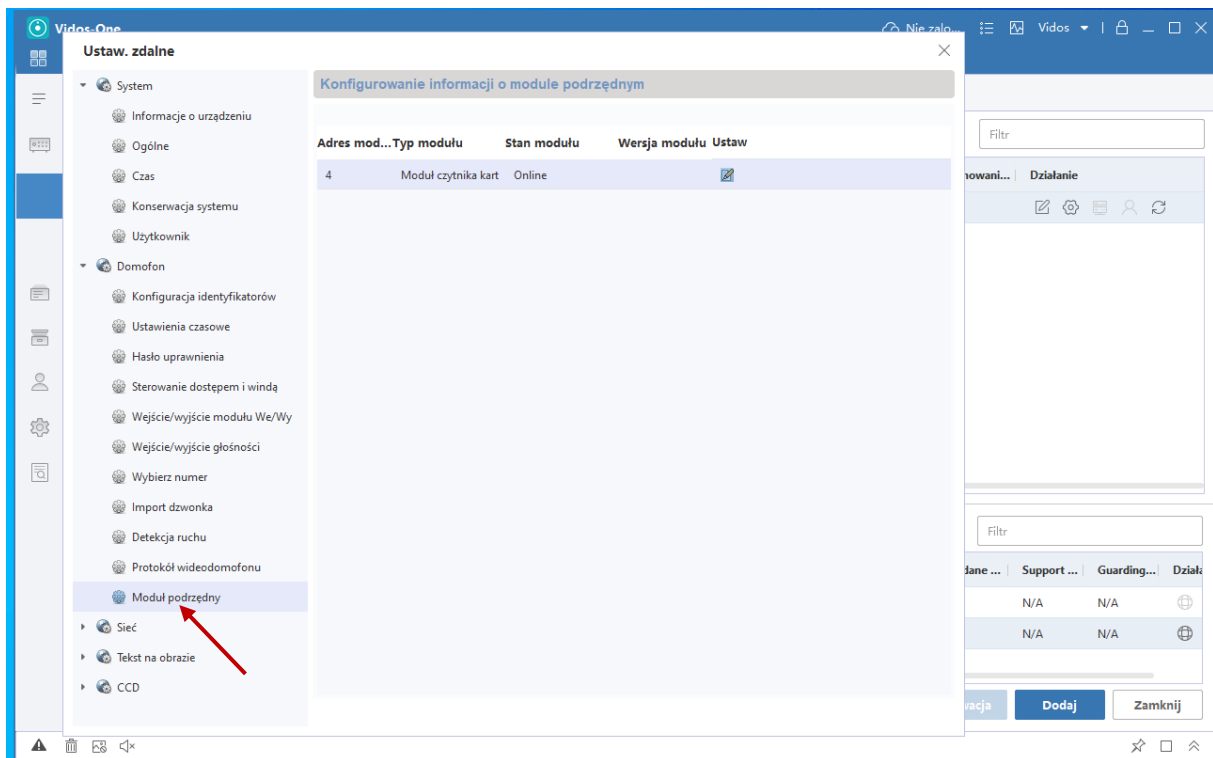 Vidos-One
Nie zalo...
Vidos
Ustaw. zdalne
System
Informacje o urządzeniu
Ogólne
Czas
Konserwacja systemu
Użytkownik
Domofon
Konfiguracja identyfikatorów
Ustawienia czasowe
Hasło uprawnienia
Sterowanie dostępem i windą
Wejście/wyjście modułu We/Wy
Wejście/wyjście głośności
Wybierz numer
Import dzwonka
Detekcja ruchu
Protokół wideodomofonu
Moduł podrzędny
Sieć
Tekst na obrazie
CCD
Konfigurowanie informacji o module podrzędnym
Adres mod... Typ modułu Stan modułu Wersja modułu Ustaw
4 Moduł czytnika kart Online
Filtr
nowani... Działanie
Filtr
dane ... Support ... Guarding... Działa
N/A N/A
N/A N/A
wacja Dodaj Zamknij